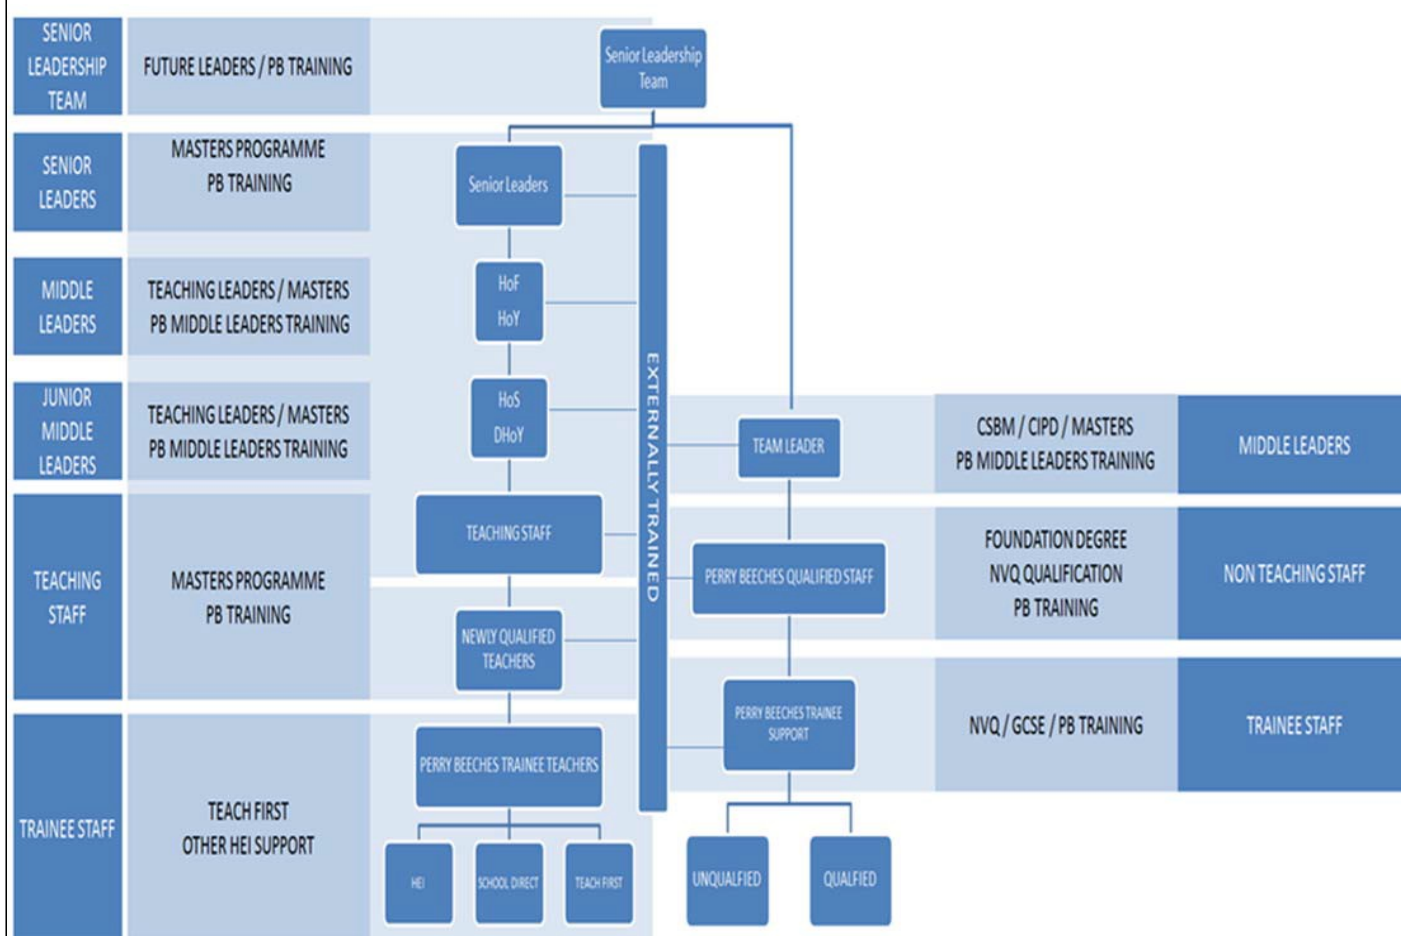 SENIOR
LEADERSHIP
TEAM
FUTURE LEADERS / PB TRAINING
Senior Leadership
Team
SENIOR
LEADERS
MASTERS PROGRAMME
PB TRAINING
Senior Leaders
MIDDLE
LEADERS
TEACHING LEADERS / MASTERS
PB MIDDLE LEADERS TRAINING
HoF
HoY
JUNIOR
MIDDLE
LEADERS
TEACHING LEADERS / MASTERS
PB MIDDLE LEADERS TRAINING
HoS
DHoY
EXTERNALLY TRAINED
TEAM LEADER
CSBM / CIPD / MASTERS
PB MIDDLE LEADERS TRAINING
MIDDLE LEADERS
TEACHING
STAFF
MASTERS PROGRAMME
PB TRAINING
TEACHING STAFF
PERRY BEECHES QUALIFIED STAFF
FOUNDATION DEGREE
NVQ QUALIFICATION
PB TRAINING
NON TEACHING STAFF
NEWLY QUALIFIED
TEACHERS
PERRY BEECHES TRAINEE
SUPPORT
NVQ / GCSE / PB TRAINING
TRAINEE STAFF
TRAINEE STAFF
TEACH FIRST
OTHER HEI SUPPORT
PERRY BEECHES TRAINEE TEACHERS
HEI
SCHOOL DIRECT
TEACH FIRST
UNQUALFIED
QUALFIED